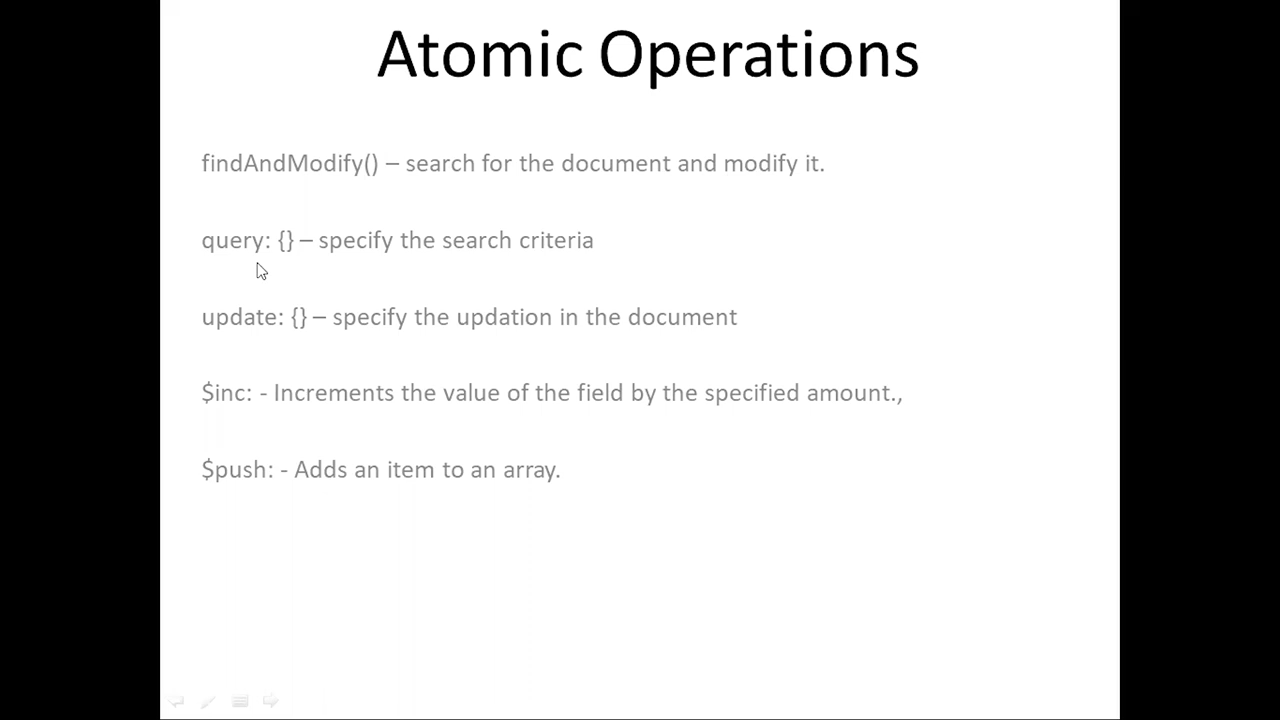 Atomic Operations
findAndModify() – search for the document and modify it.
query: {} – specify the search criteria
update: {} – specify the updation in the document
$inc: - Increments the value of the field by the specified amount.,
$push: - Adds an item to an array.